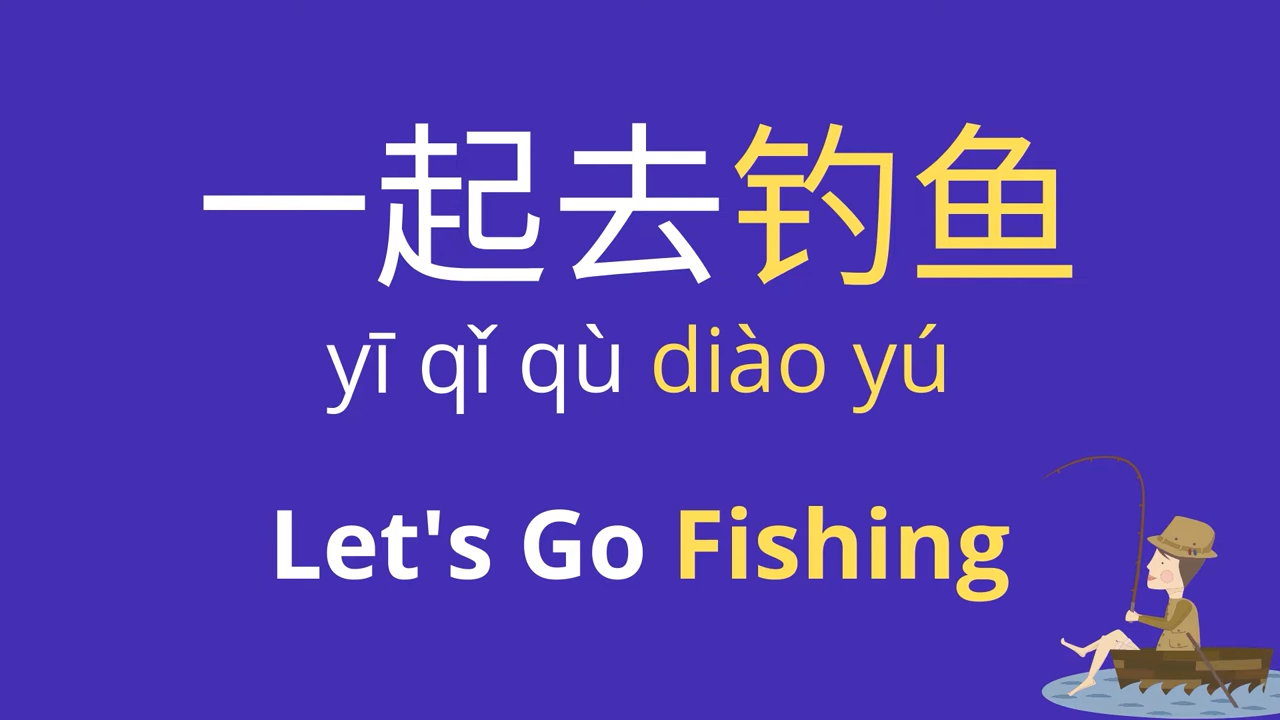 一起去钓鱼
yī qǐ qù diào yú
Let's Go Fishing